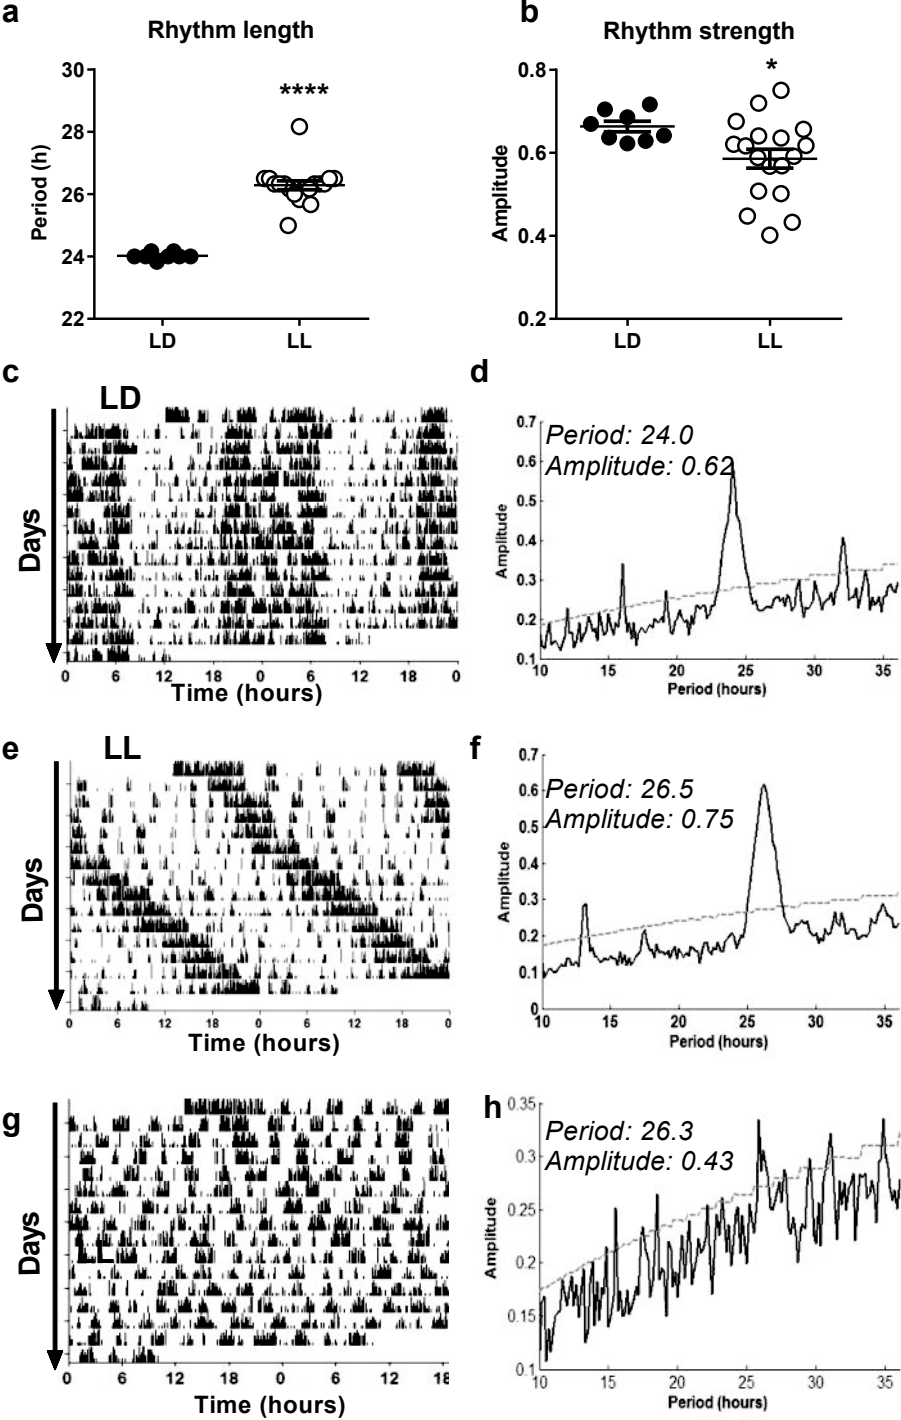 a
Rhythm length
30
28
26
24
22
Period (h)
****
LD
LL
b
Rhythm strength
0.8
0.6
0.4
0.2
Amplitude
*
LD
LL
c
LD
Days
0 6 12 18 0 6 12 18 0
Time (hours)
d
Period: 24.0
Amplitude: 0.62
0.7
0.6
0.5
0.4
0.3
0.2
0.1
Amplitude
10 15 20 25 30 35
Period (hours)
e
LL
Days
0 6 12 18 0 6 12 18 0
Time (hours)
f
Period: 26.5
Amplitude: 0.75
0.7
0.6
0.5
0.4
0.3
0.2
0.1
0
Amplitude
10 15 20 25 30 35
Period (hours)
g
LL
Days
0 6 12 18 0 6 12 18
Time (hours)
h
Period: 26.3
Amplitude: 0.43
0.35
0.3
0.25
0.2
0.15
0.1
Amplitude
10 15 20 25 30 35
Period (hours)